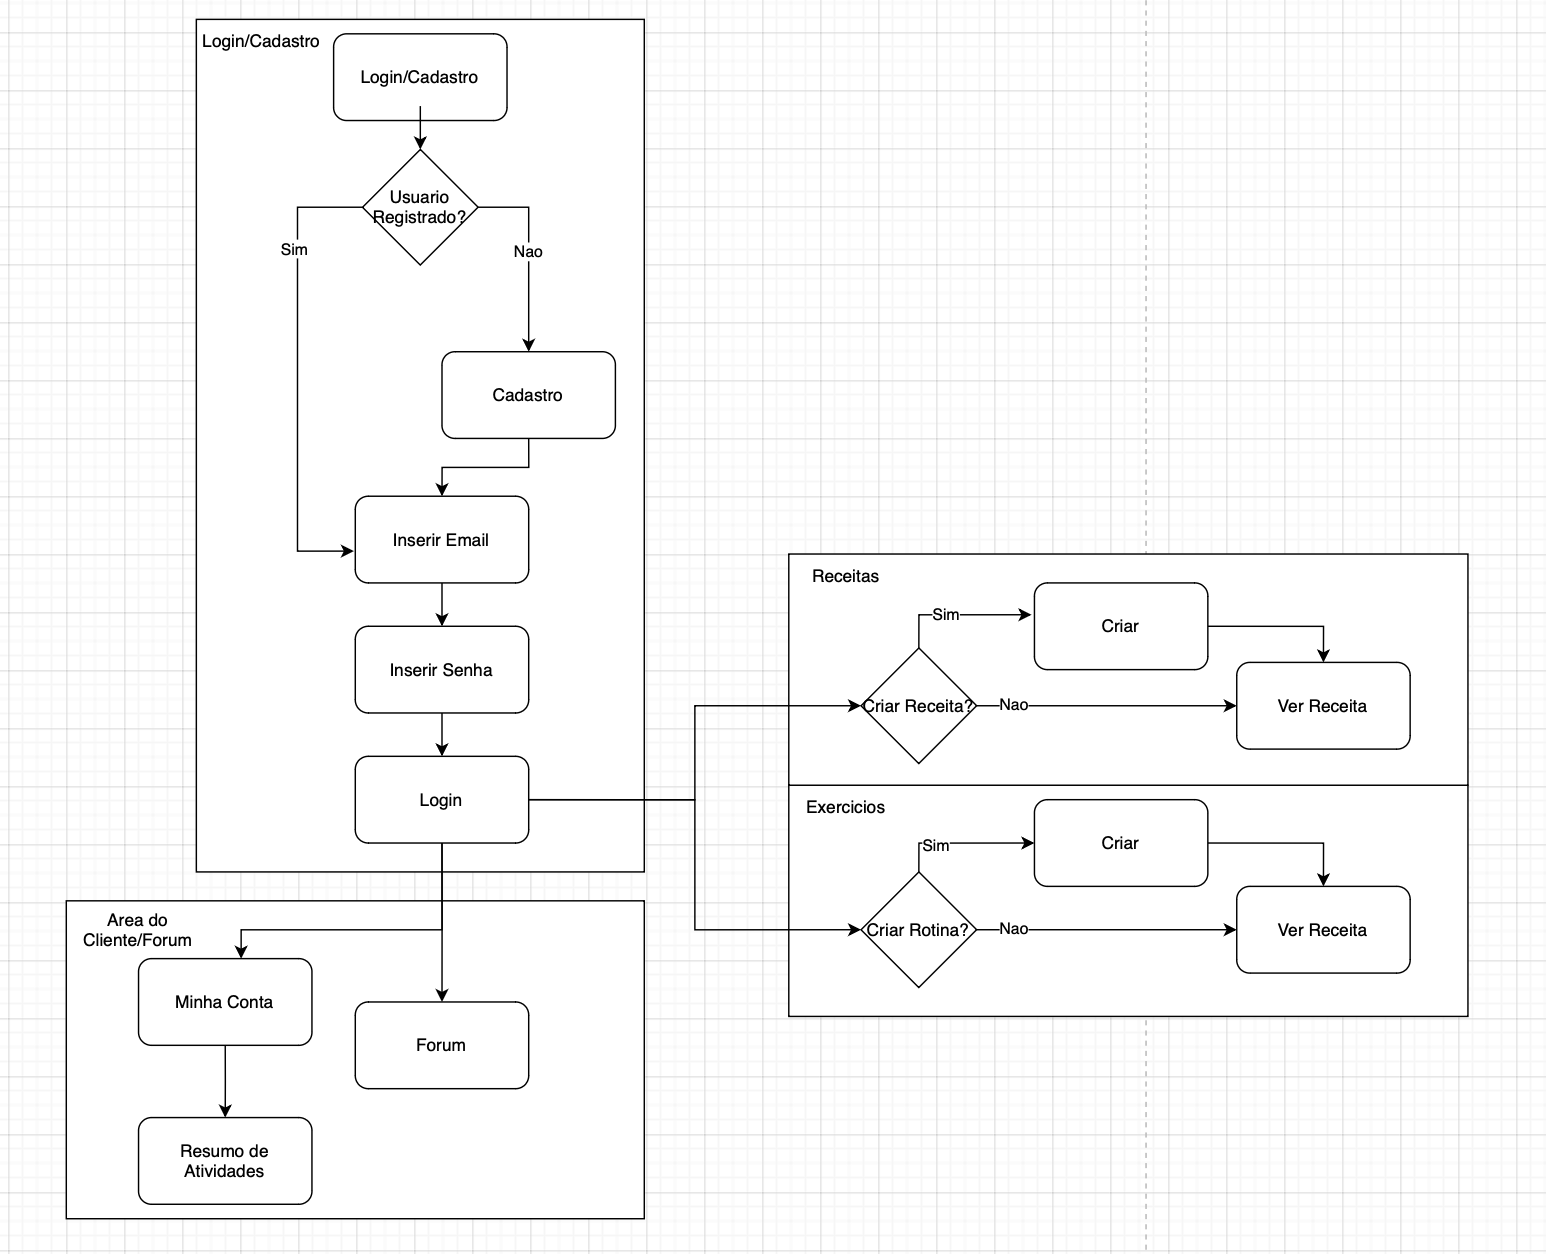 Login/Cadastro
Login/Cadastro
Usuario
Registrado?
Sim
Nao
Cadastro
Inserir Email
Inserir Senha
Login
Receitas
Sim
Criar
Criar Receita?
Nao
Ver Receita
Exercicios
Sim
Criar
Criar Rotina?
Nao
Ver Receita
Area do
Cliente/Forum
Minha Conta
Forum
Resumo de
Atividades